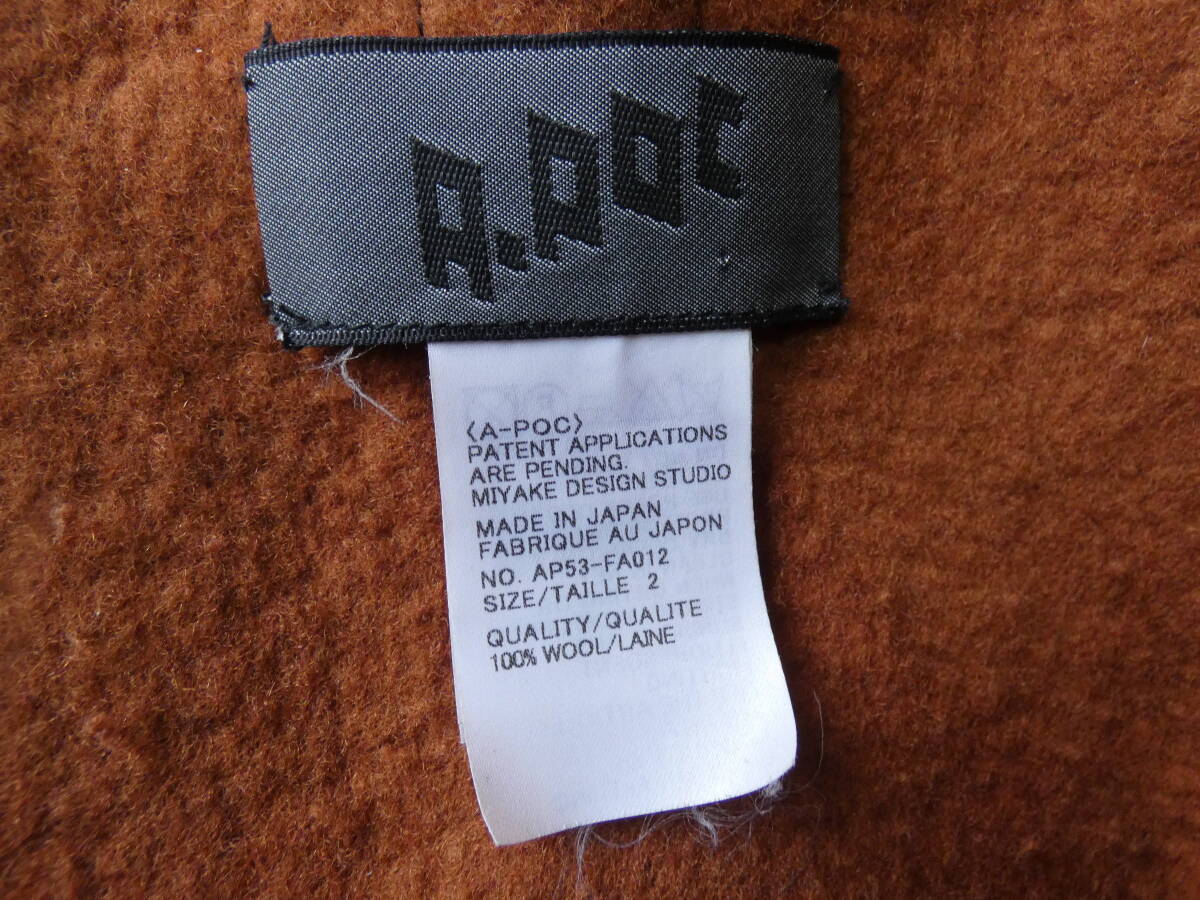 A.POC
〈A-POC〉
PATENT APPLICATIONS
ARE PENDING.
MIYAKE DESIGN STUDIO
MADE IN JAPAN
FABRIQUE AU JAPON
NO. AP53-FA012
SIZE/TAILLE 2
QUALITY/QUALITE
100% WOOL/LAINE